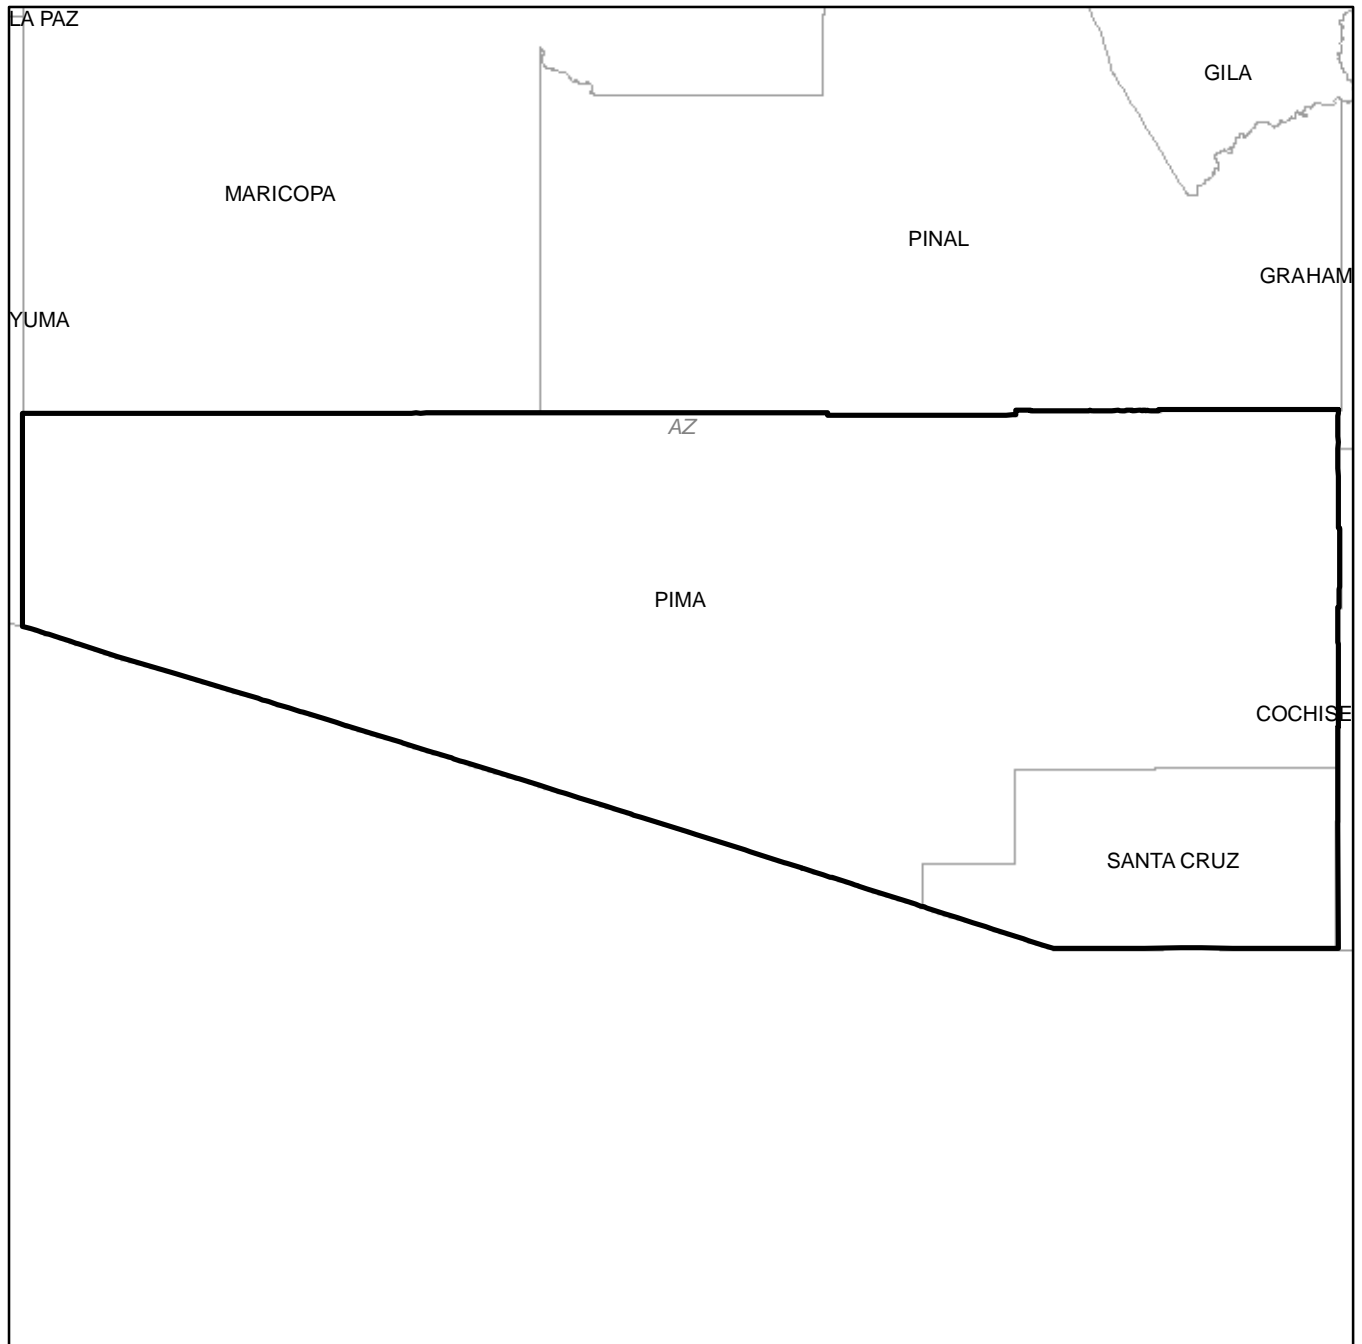 LA PAZ
GILA
MARICOPA
PINAL
GRAHAM
YUMA
AZ
PIMA
COCHISE
SANTA CRUZ